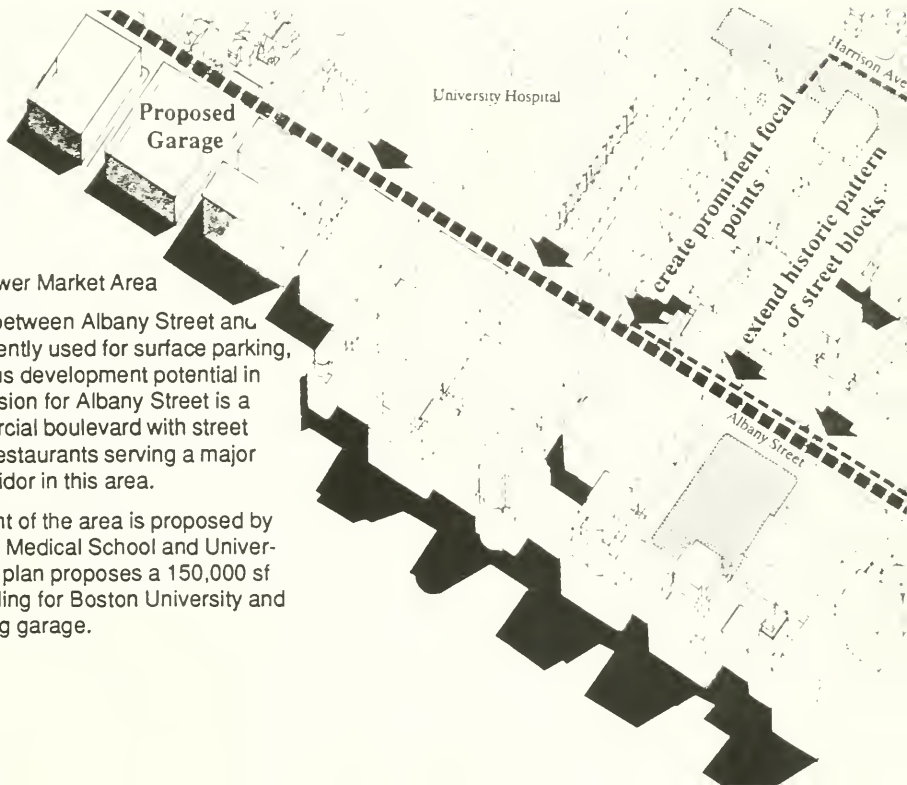 Proposed
Garage
University Hospital
Harrison Ave
create prominent focal
points
extend historic pattern
of street blocks
Albany Street
wer Market Area
between Albany Street and
ently used for surface parking,
s development potential in
sion for Albany Street is a
rcial boulevard with street
estaurants serving a major
idor in this area.
nt of the area is proposed by
Medical School and Univer-
plan proposes a 150,000 sf
ling for Boston University and
g garage.